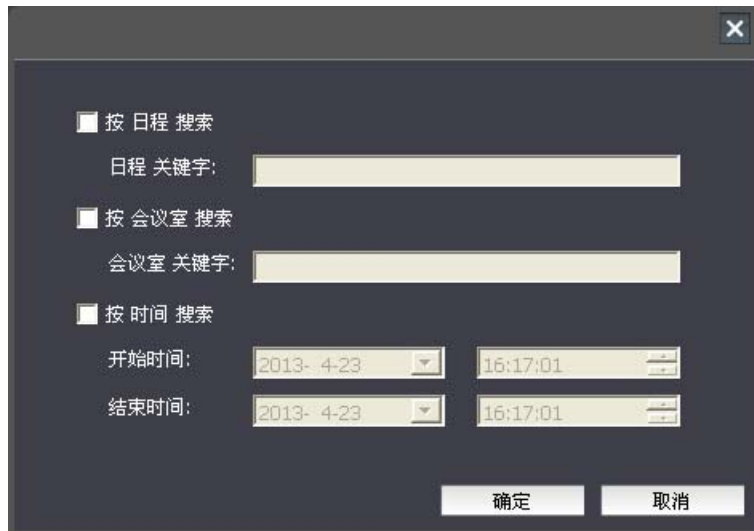 按 日程 搜索
日程 关键字:
按 会议室 搜索
会议室 关键字:
按 时间 搜索
开始时间: 2013- 4-23 16:17:01
结束时间: 2013- 4-23 16:17:01
确定 取消